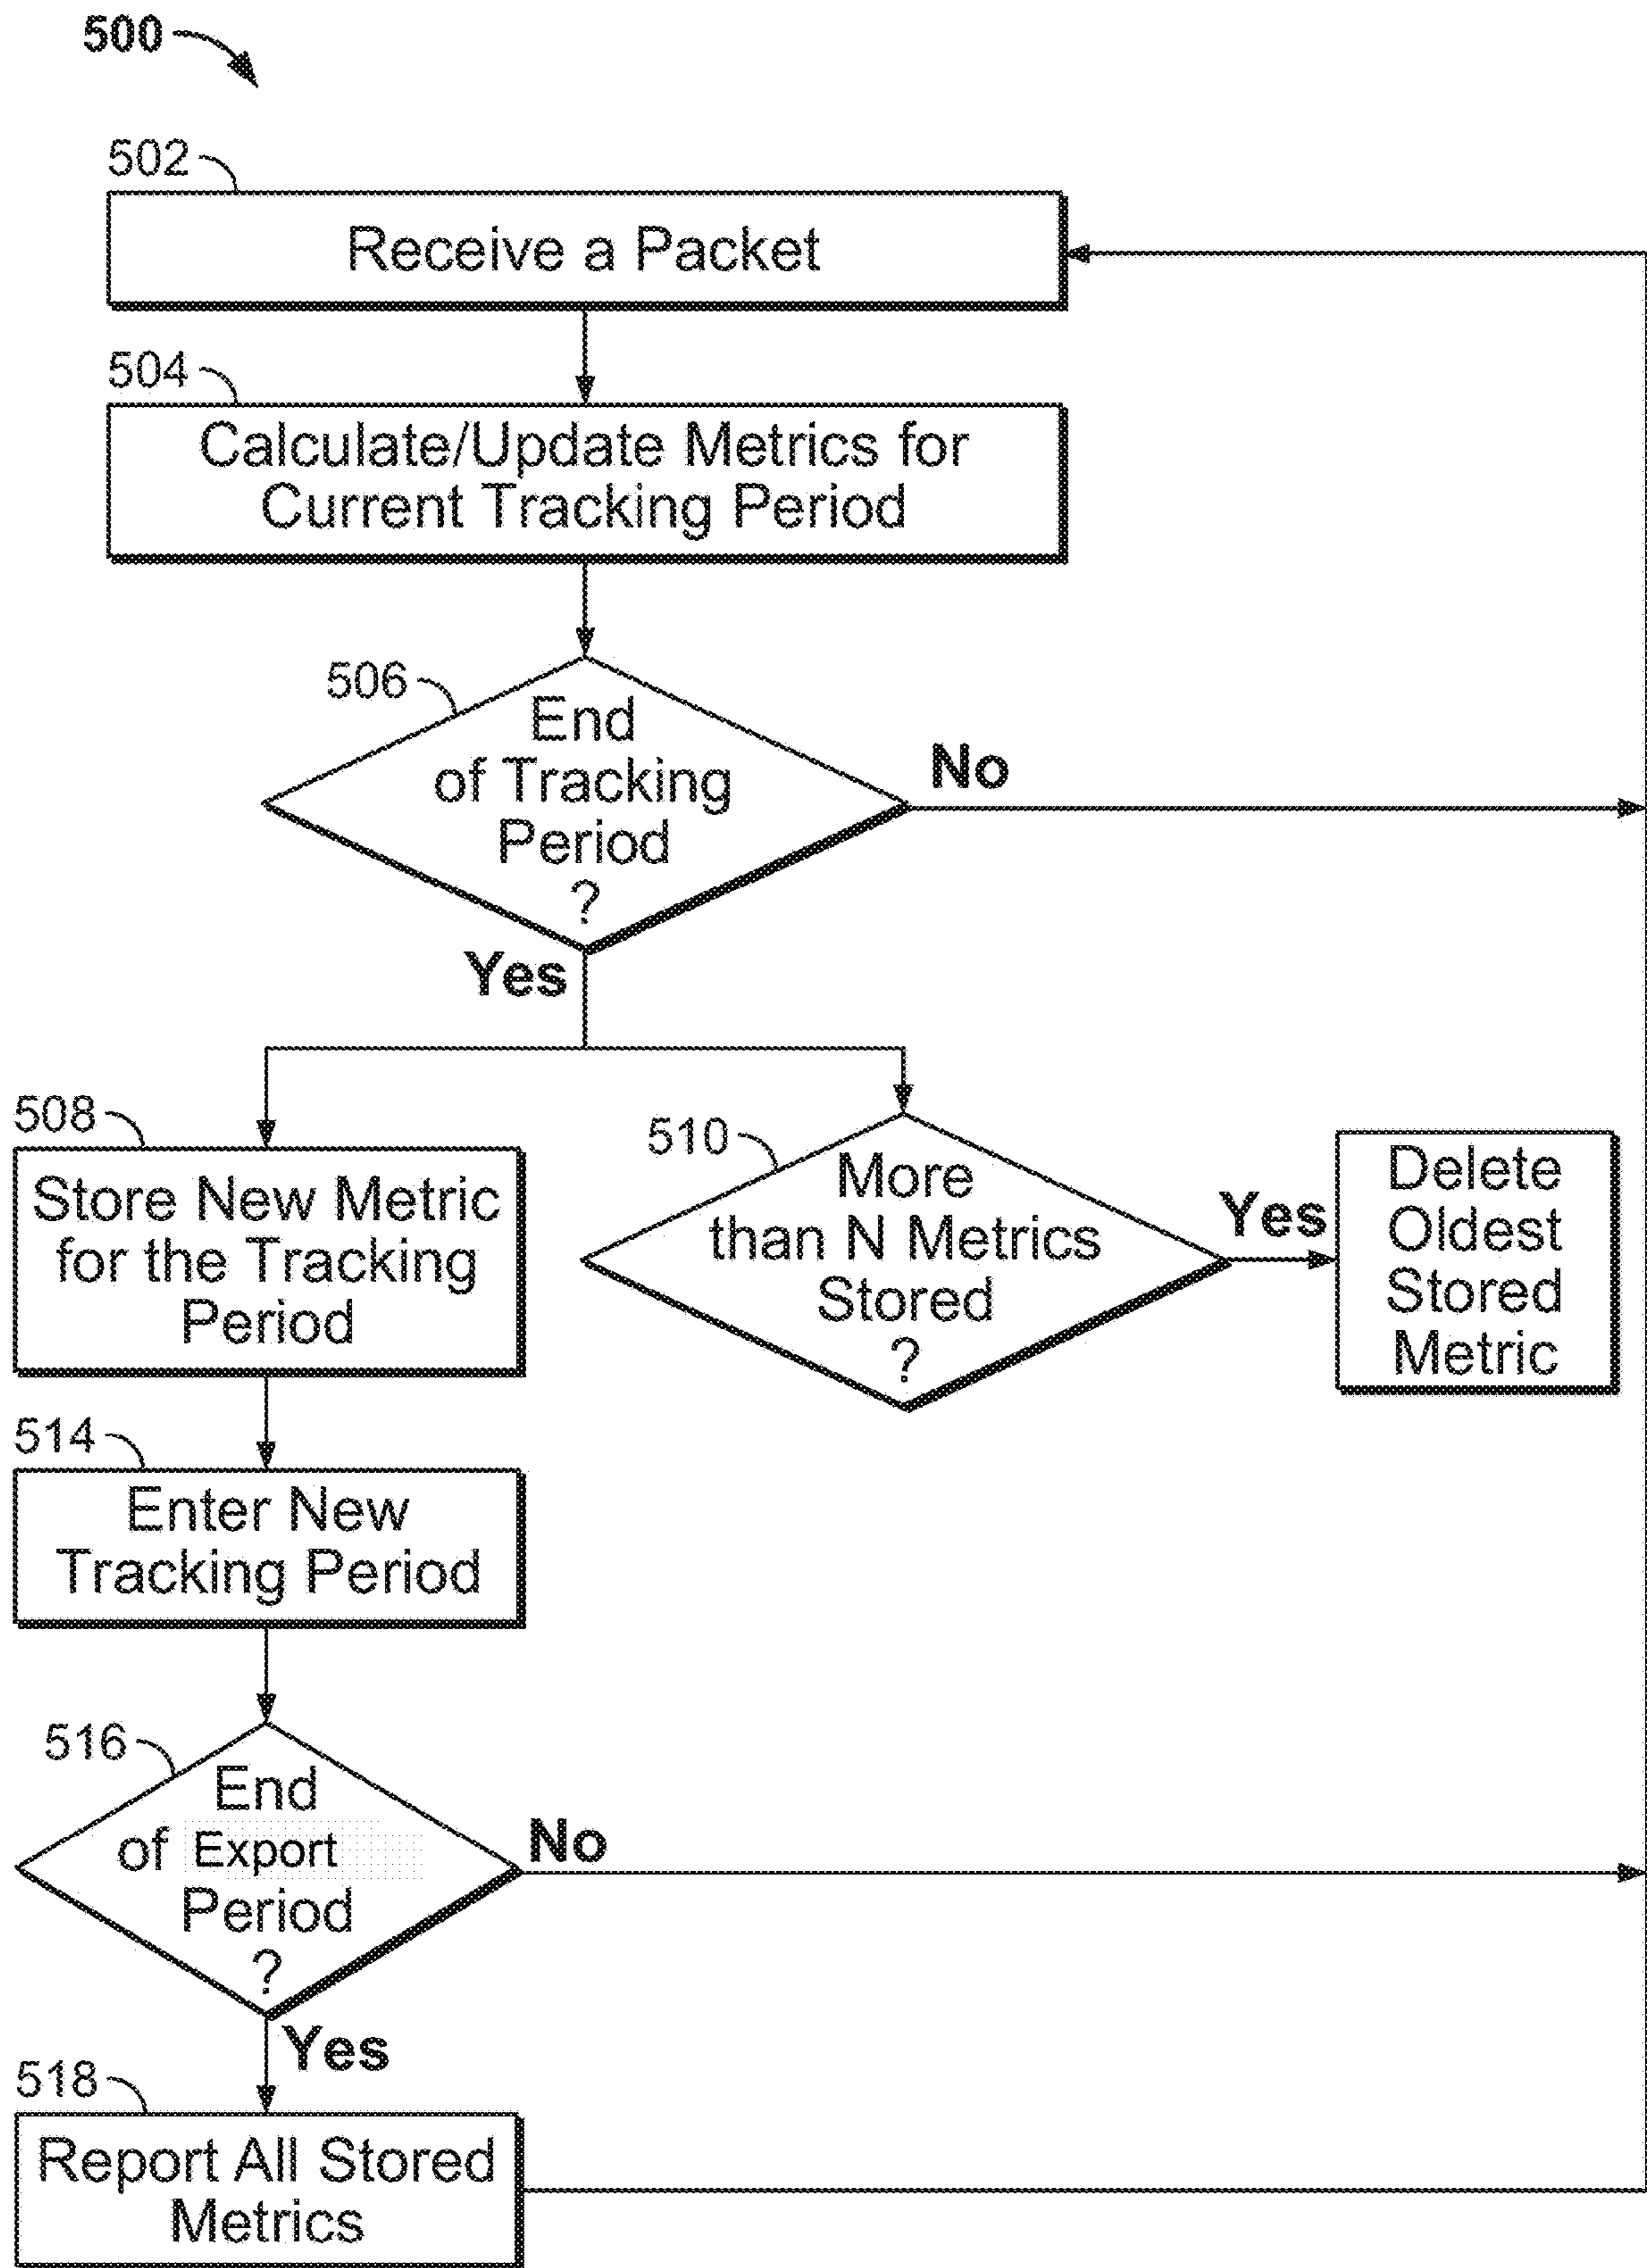 500
502
Receive a Packet
504
Calculate/Update Metrics for
Current Tracking Period
506
End
of Tracking
Period
?
No
Yes
508
Store New Metric
for the Tracking
Period
510
More
than N Metrics
Stored
?
Yes
Delete
Oldest
Stored
Metric
514
Enter New
Tracking Period
516
End
of Export
Period
?
No
Yes
518
Report All Stored
Metrics